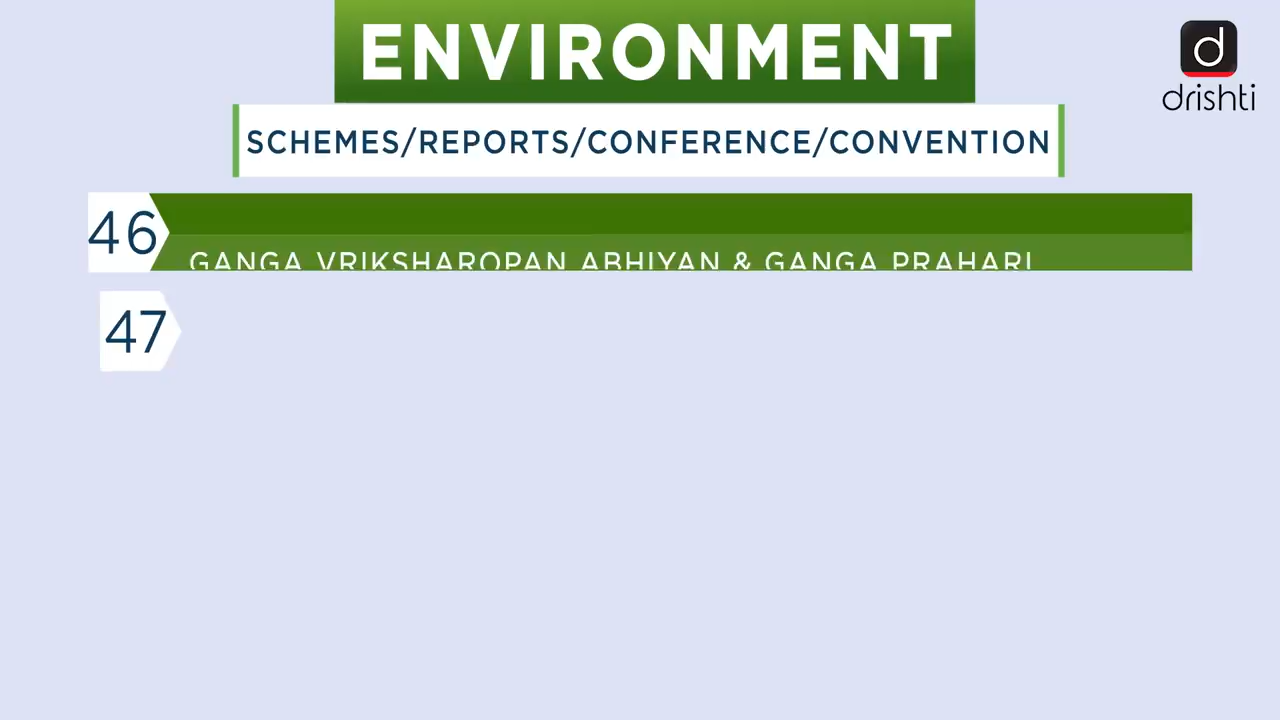 ENVIRONMENT
d
drishti
SCHEMES/REPORTS/CONFERENCE/CONVENTION
46
GANGA VRIKSHAROPAN ABHIYAN & GANGA PRAHARI
47